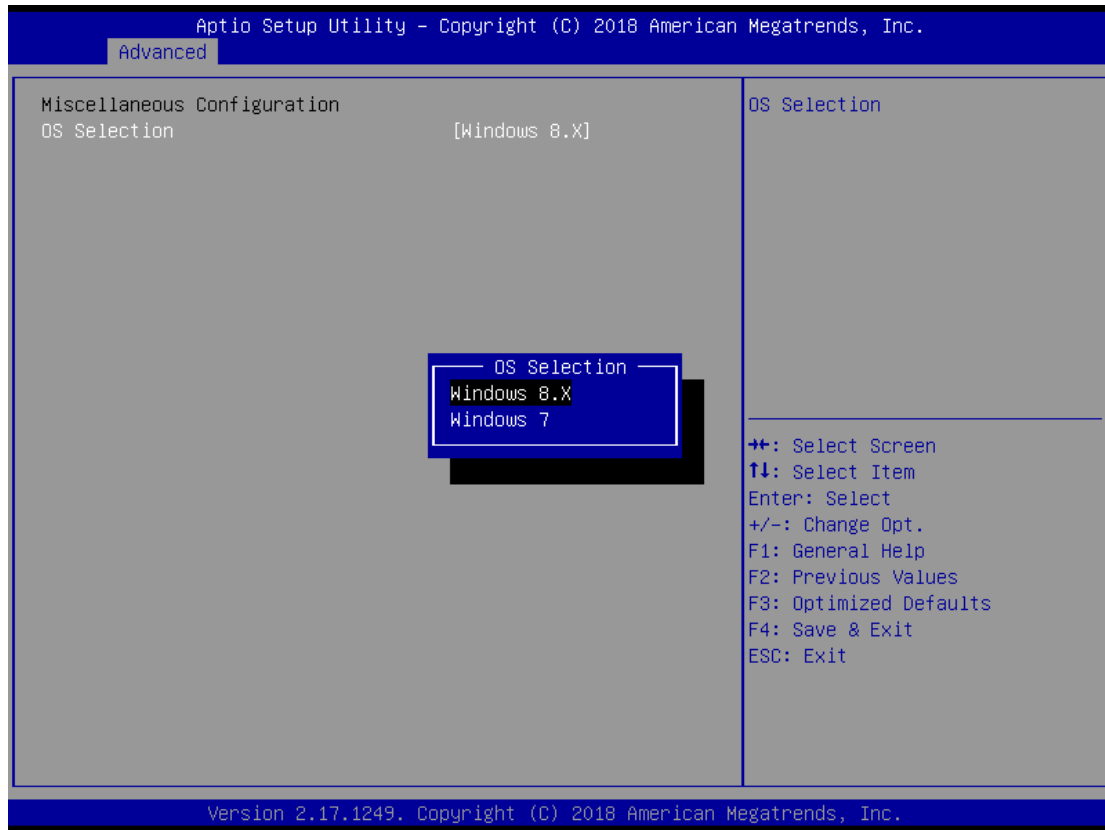 Aptio Setup Utility – Copyright (C) 2018 American Megatrends, Inc.
Advanced
Miscellaneous Configuration
OS Selection [Windows 8.X]
OS Selection
OS Selection
Windows 8.X
Windows 7
→←: Select Screen
↑↓: Select Item
Enter: Select
+/-: Change Opt.
F1: General Help
F2: Previous Values
F3: Optimized Defaults
F4: Save & Exit
ESC: Exit
Version 2.17.1249. Copyright (C) 2018 American Megatrends, Inc.